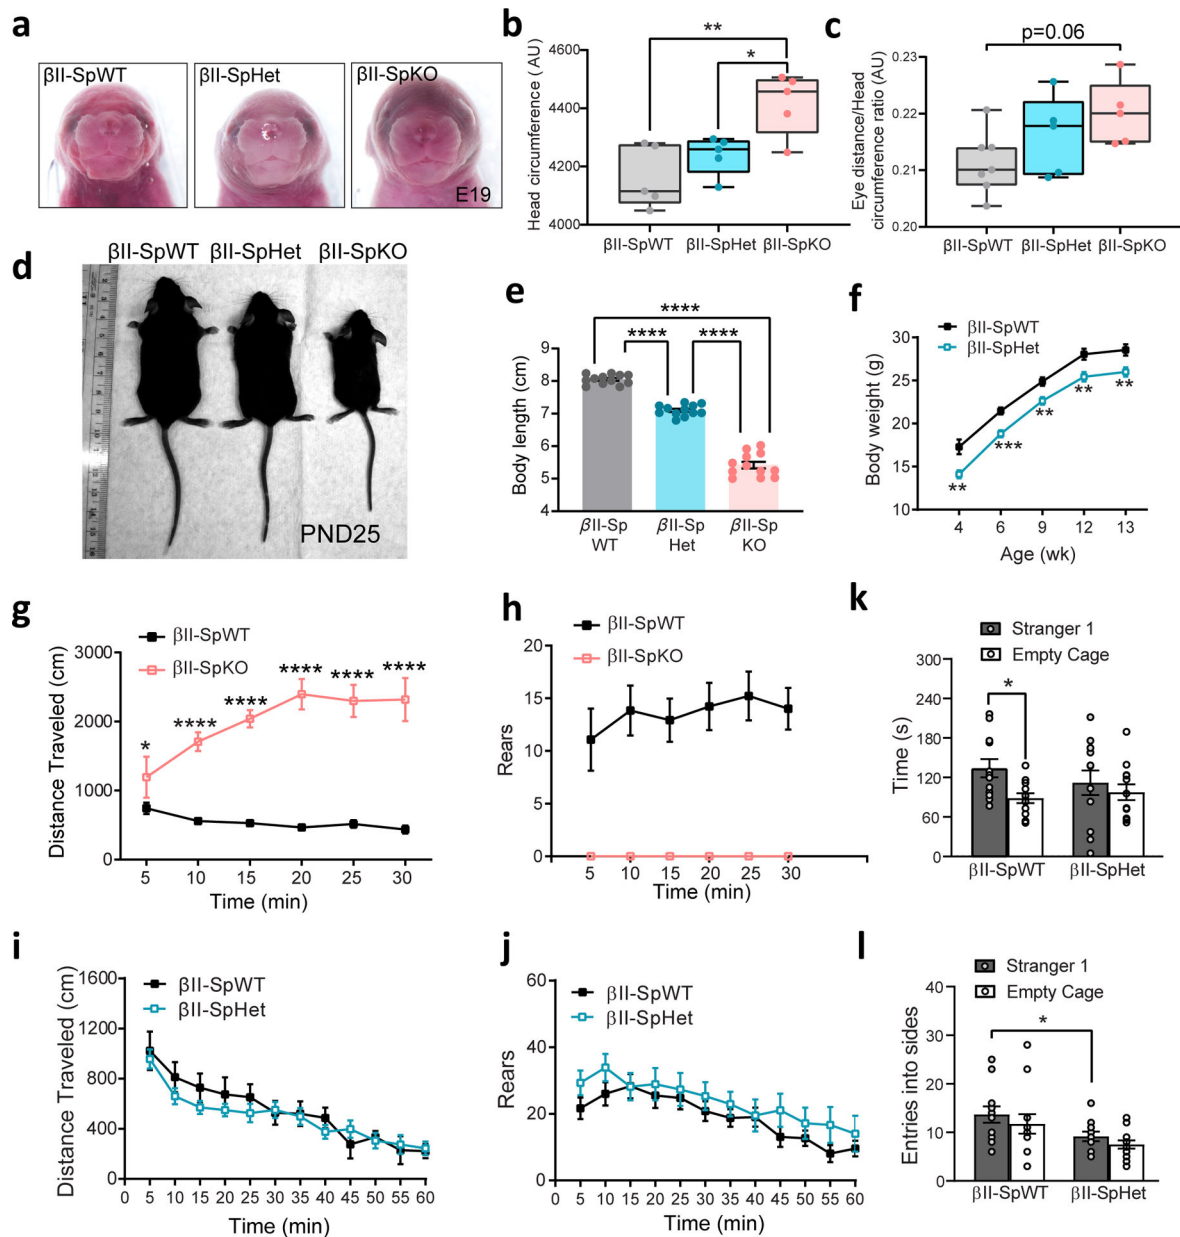 a
βII-SpWT
βII-SpHet
βII-SpKO
E19
b
Head circumference ( AU)
4600
4400
4200
4000
**
*
βII-SpWT
βII-SpHet
βII-SpKO
c
Eye distance/Head
circumference ratio (AU)
0.23
0.22
0.21
0.20
p=0.06
βII-SpWT
βII-SpHet
βII-SpKO
d
βII-SpWT
βII-SpHet
βII-SpKO
PND25
e
Body length (cm)
9
8
7
6
5
4
****
****
****
βII-Sp
WT
βII-Sp
Het
βII-Sp
KO
f
βII-SpWT
βII-SpHet
Body weight (g)
30
25
20
15
10
**
***
**
**
**
4 6 9 12 13
Age (wk)
g
βII-SpWT
βII-SpKO
Distance Traveled (cm)
3000
2000
1000
0
*
****
****
****
****
****
5 10 15 20 25 30
Time (min)
h
βII-SpWT
βII-SpKO
Rears
20
15
10
5
0
5 10 15 20 25 30
Time (min)
k
Stranger 1
Empty Cage
Time (s)
300
240
180
120
60
0
*
βII-SpWT
βII-SpHet
i
βII-SpWT
βII-SpHet
Distance Traveled (cm)
1600
1200
800
400
0
0 5 10 15 20 25 30 35 40 45 50 55 60
Time (min)
j
βII-SpWT
βII-SpHet
Rears
60
40
20
0
0 5 10 15 20 25 30 35 40 45 50 55 60
Time (min)
l
Stranger 1
Empty Cage
Entries into sides
40
30
20
10
0
*
βII-SpWT
βII-SpHet